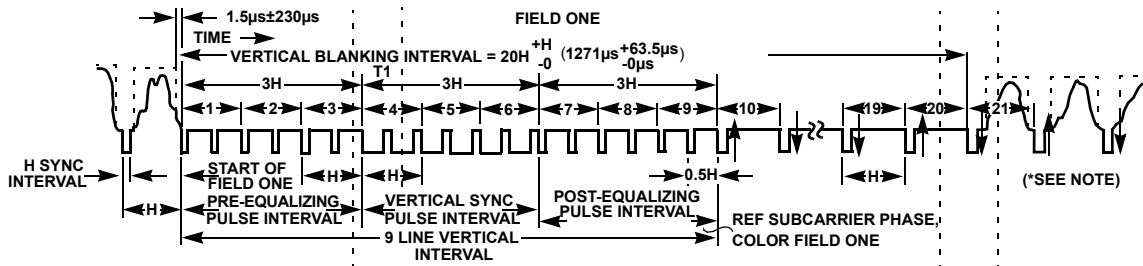 1.5µs±230µs
FIELD ONE
TIME
VERTICAL BLANKING INTERVAL = 20H +H -0 (1271µs +63.5µs -0µs)
T1
3H 3H 3H
1 2 3 4 5 6 7 8 9 10 19 20 21
H SYNC INTERVAL
START OF FIELD ONE
H H 0.5H H (*SEE NOTE)
H
PRE-EQUALIZING PULSE INTERVAL
VERTICAL SYNC PULSE INTERVAL
POST-EQUALIZING PULSE INTERVAL
REF SUBCARRIER PHASE, COLOR FIELD ONE
9 LINE VERTICAL INTERVAL